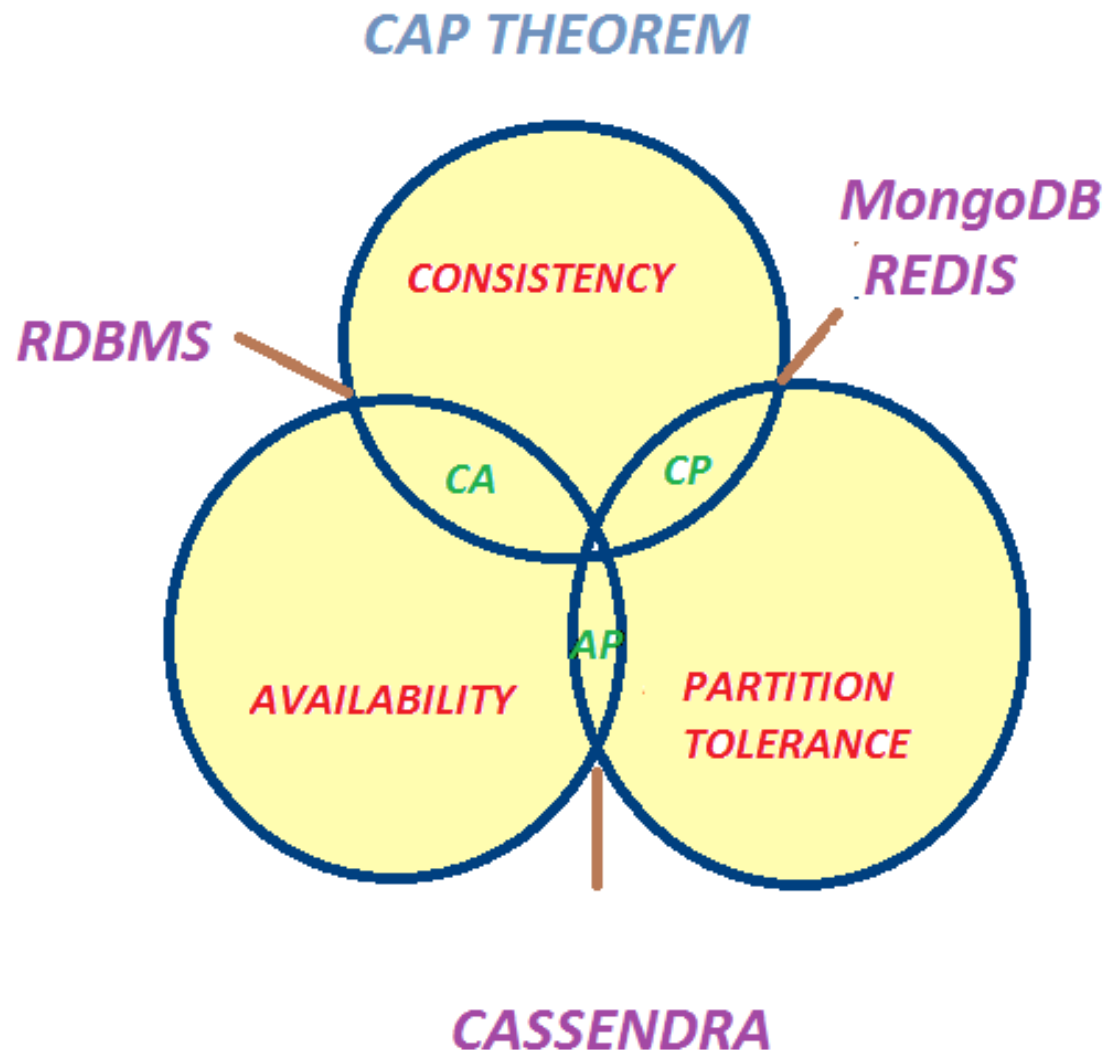 CAP THEOREM
MongoDB
REDIS
CONSISTENCY
RDBMS
CA
CP
AP
AVAILABILITY
PARTITION
TOLERANCE
CASSENDRA